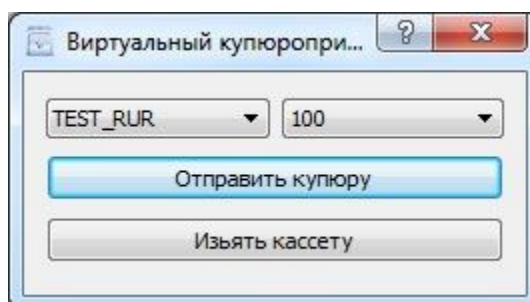 Виртуальный купюропри...
TEST_RUR 100
Отправить купюру
Изьять кассету